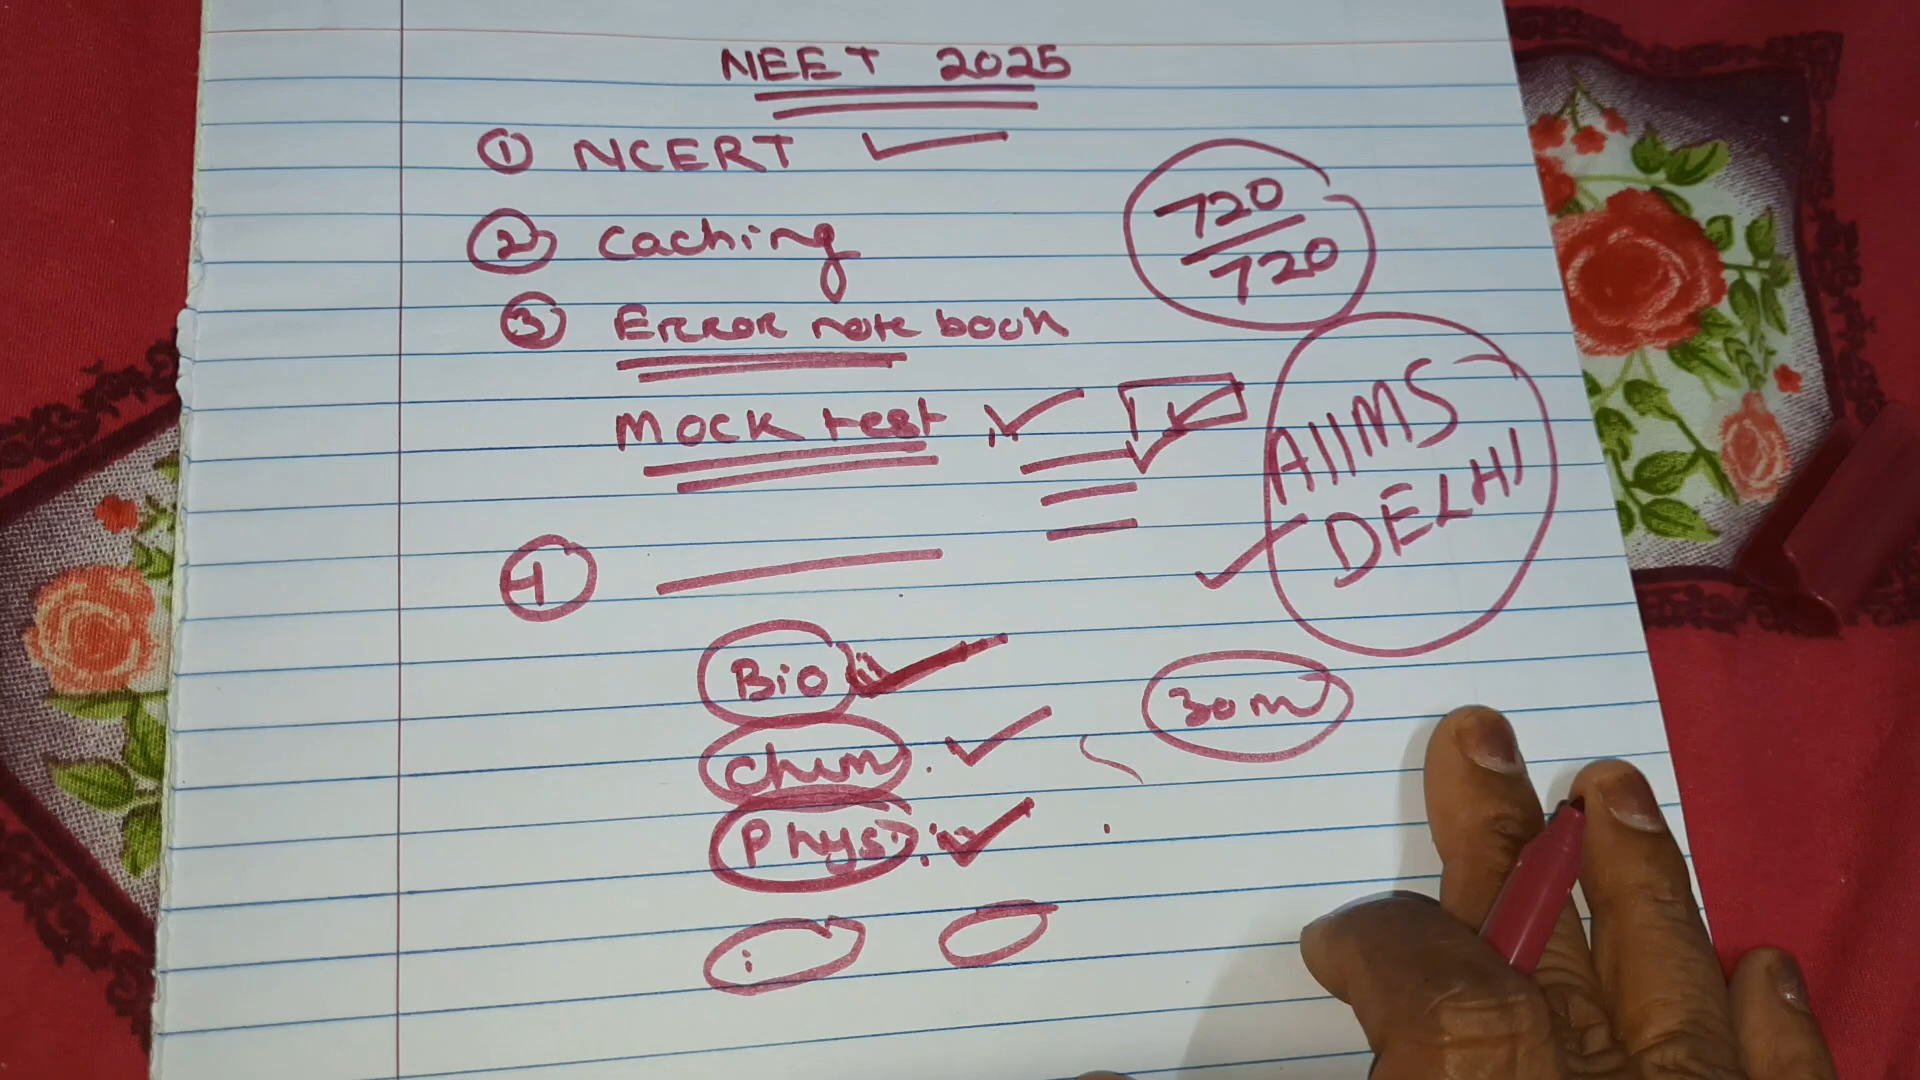 NEET 2025
① NCERT
② caching
③ Error note book
Mock test
④
720/720
AIIMS
DELHI
Bio
chem.
Physi
30m